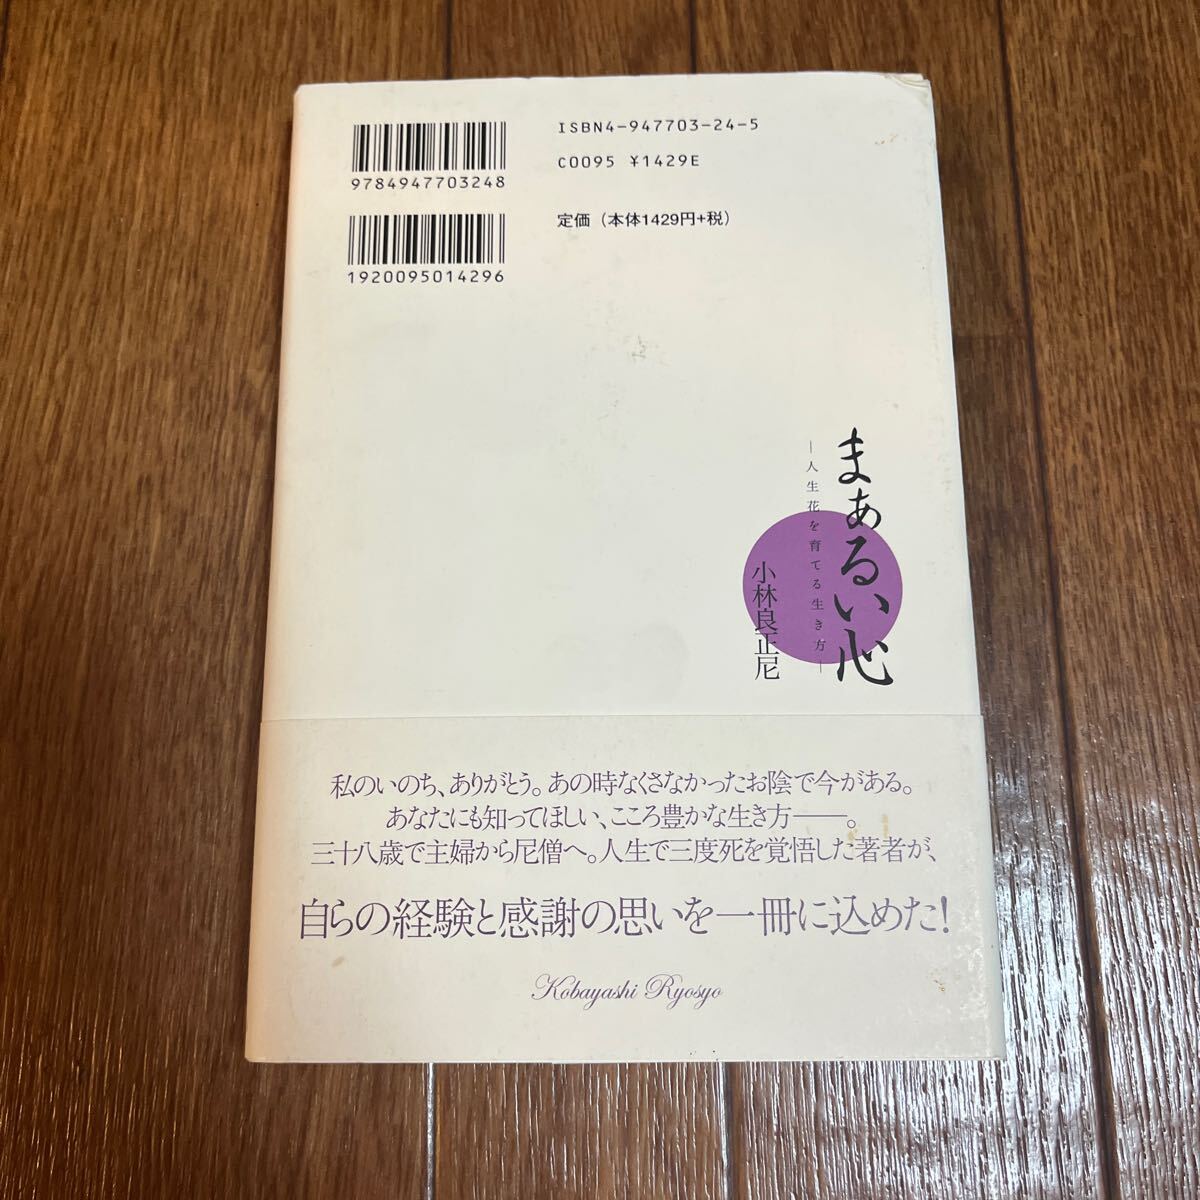 ISBN4-947703-24-5
9784947703248
C0095 ¥1429E
定価（本体1429円+税）
1920095014296
まぁるい心
―人生花を育てる生き方―
小林良正尼
私のいのち、ありがとう。あの時なくさなかったお陰で今がある。
あなたにも知ってほしい、こころ豊かな生き方――。
三十八歳で主婦から尼僧へ。人生で三度死を覚悟した著者が、
自らの経験と感謝の思いを一冊に込めた!
Kobayashi Ryosyo